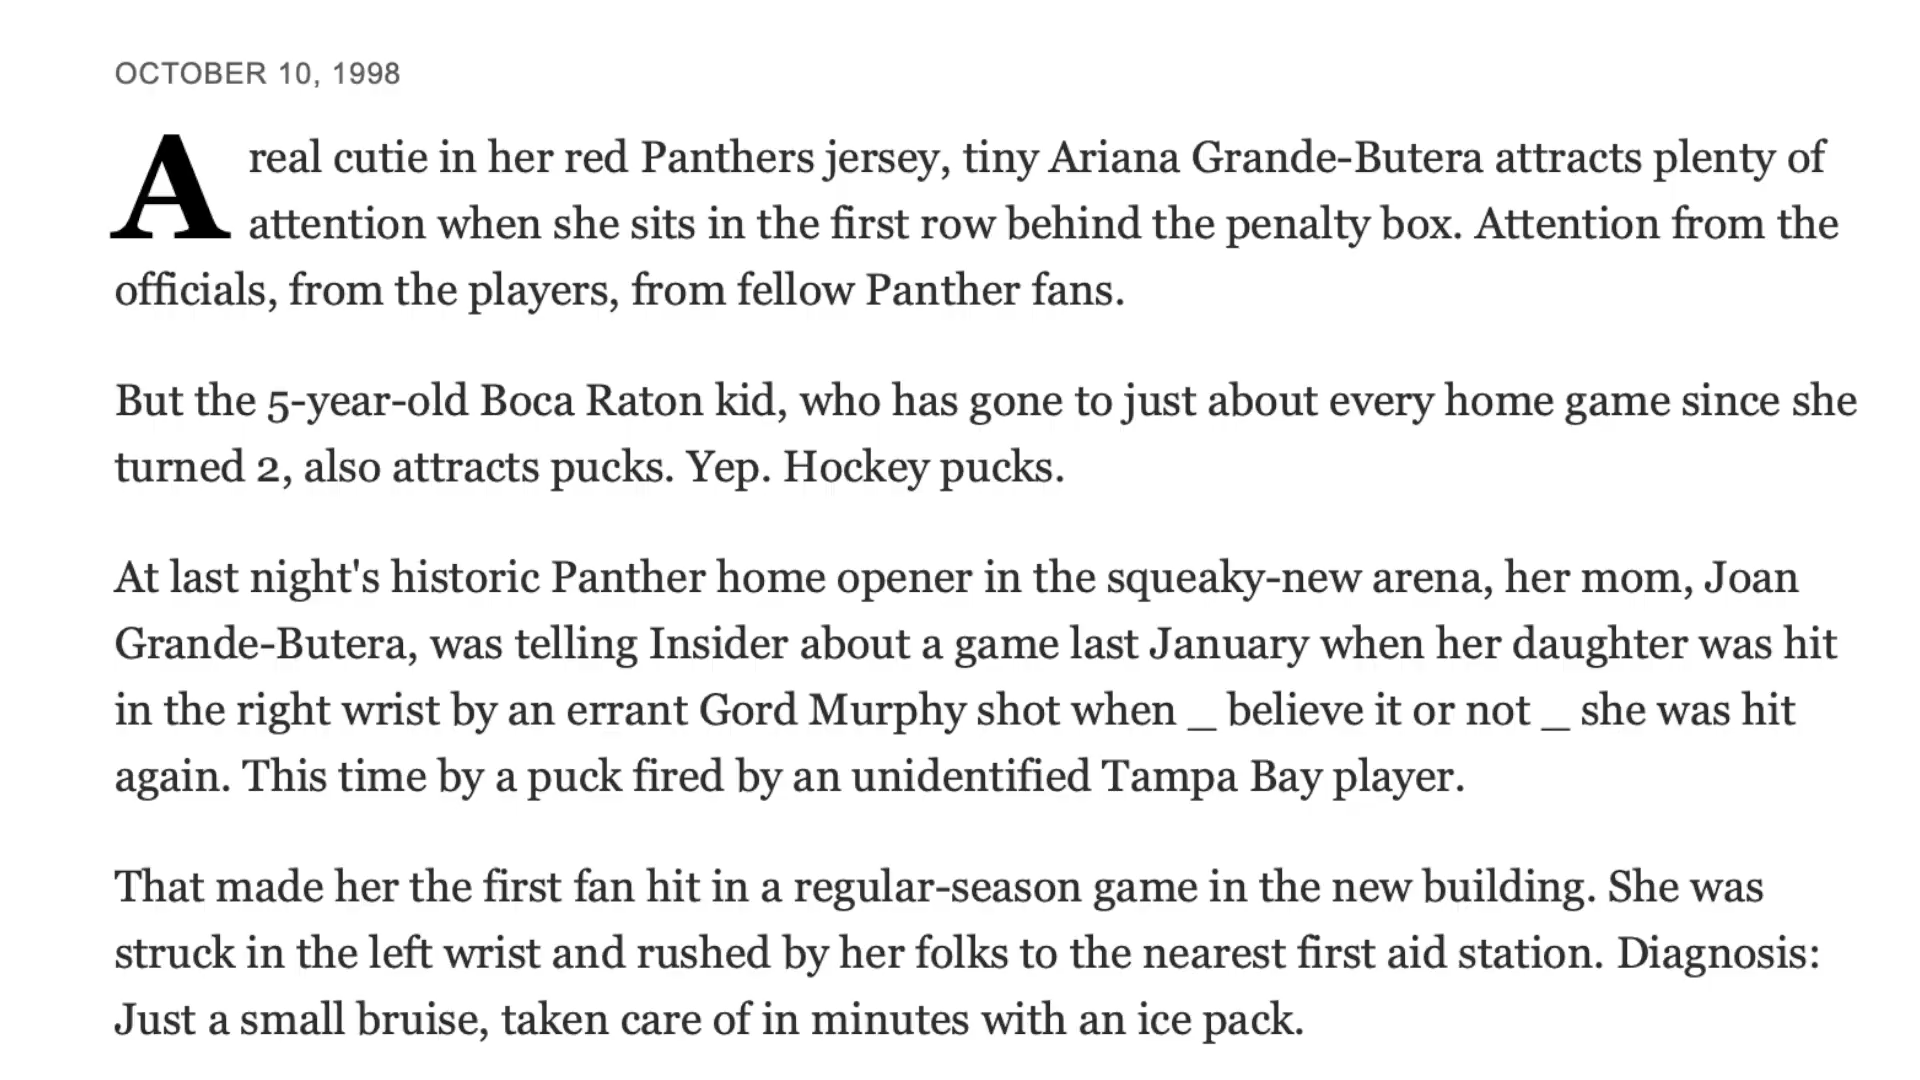 OCTOBER 10, 1998
A real cutie in her red Panthers jersey, tiny Ariana Grande-Butera attracts plenty of
attention when she sits in the first row behind the penalty box. Attention from the
officials, from the players, from fellow Panther fans.
But the 5-year-old Boca Raton kid, who has gone to just about every home game since she
turned 2, also attracts pucks. Yep. Hockey pucks.
At last night's historic Panther home opener in the squeaky-new arena, her mom, Joan
Grande-Butera, was telling Insider about a game last January when her daughter was hit
in the right wrist by an errant Gord Murphy shot when _ believe it or not _ she was hit
again. This time by a puck fired by an unidentified Tampa Bay player.
That made her the first fan hit in a regular-season game in the new building. She was
struck in the left wrist and rushed by her folks to the nearest first aid station. Diagnosis:
Just a small bruise, taken care of in minutes with an ice pack.